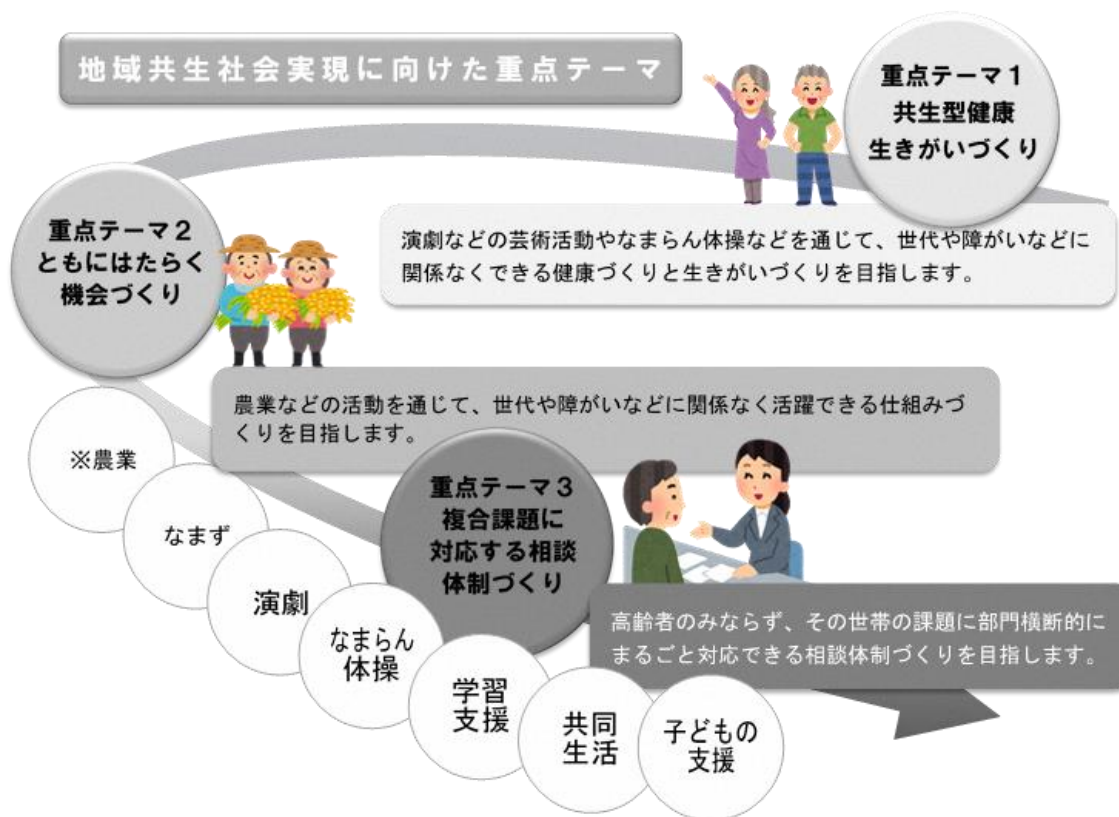 地域共生社会実現に向けた重点テーマ
重点テーマ1
共生型健康
生きがいづくり
演劇などの芸術活動やなまらん体操などを通じて、世代や障がいなどに
関係なくできる健康づくりと生きがいづくりを目指します。
重点テーマ2
ともにはたらく
機会づくり
農業などの活動を通じて、世代や障がいなどに関係なく活躍できる仕組みづ
くりを目指します。
重点テーマ3
複合課題に
対応する相談
体制づくり
高齢者のみならず、その世帯の課題に部門横断的に
まるごと対応できる相談体制づくりを目指します。
※農業
なまず
演劇
なまらん
体操
学習
支援
共同
生活
子どもの
支援